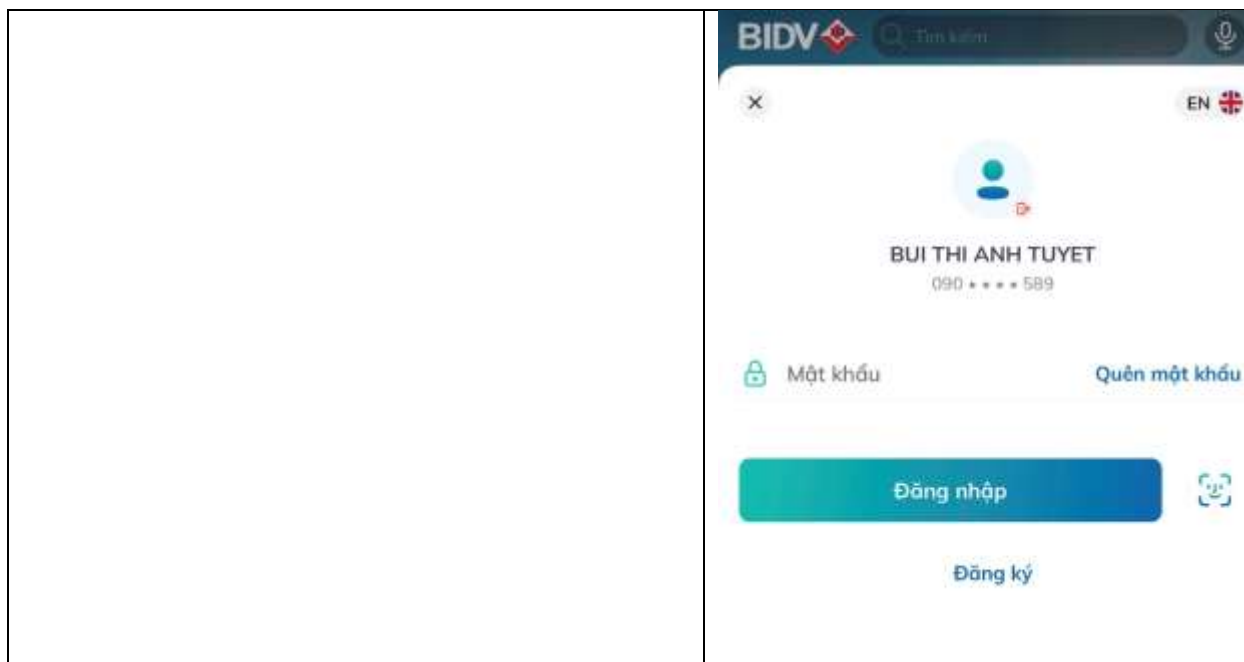 BIDV
Tìm kiếm
EN
BUI THI ANH TUYET
090 **** 589
Mật khẩu
Quên mật khẩu
Đăng nhập
Đăng ký